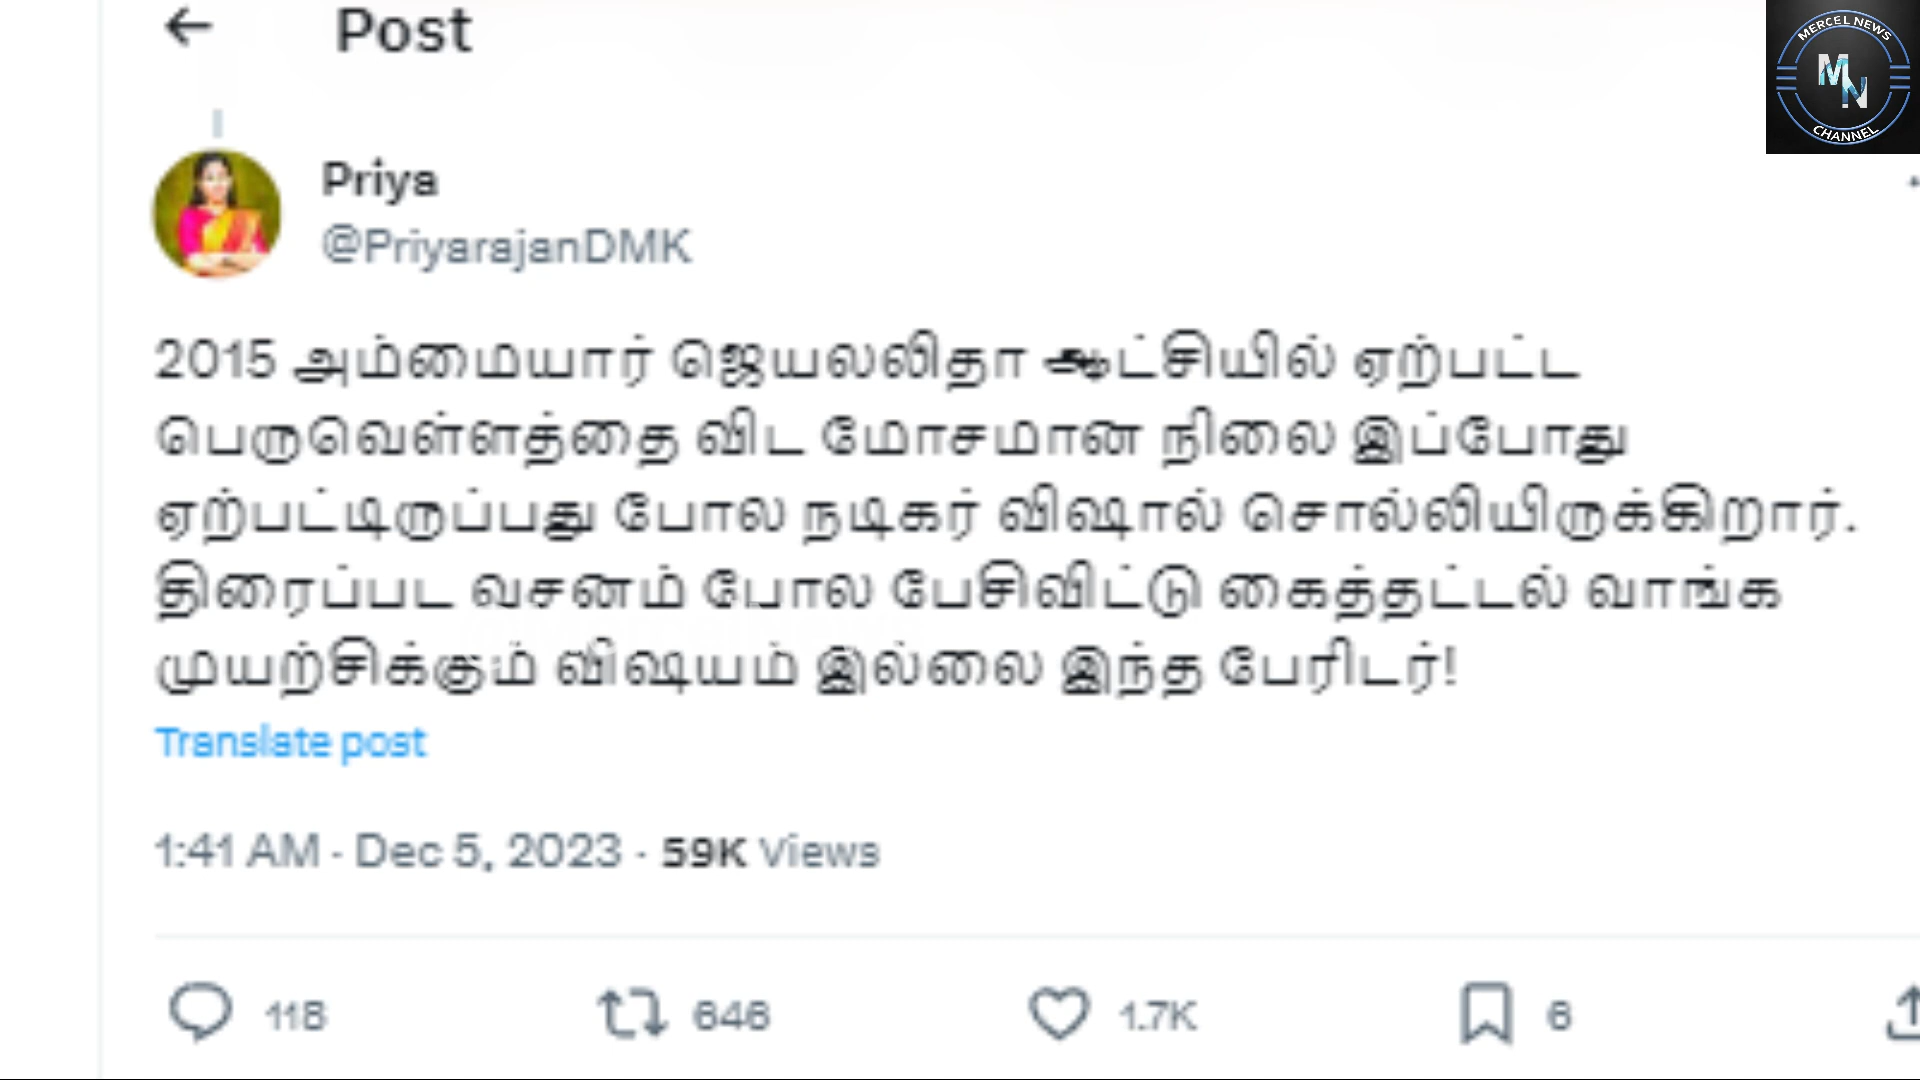 Post
MERCEL NEWS
MN
CHANNEL
Priya
@PriyarajanDMK
2015 அம்மையார் ஜெயலலிதா ஆட்சியில் ஏற்பட்ட
பெருவெள்ளத்தை விட மோசமான நிலை இப்போது
ஏற்பட்டிருப்பது போல நடிகர் விஷால் சொல்லியிருக்கிறார்.
திரைப்பட வசனம் போல பேசிவிட்டு கைத்தட்டல் வாங்க
முயற்சிக்கும் விஷயம் இல்லை இந்த பேரிடர்!
Translate post
1:41 AM · Dec 5, 2023 · 59K Views
118 646 1.7K 6